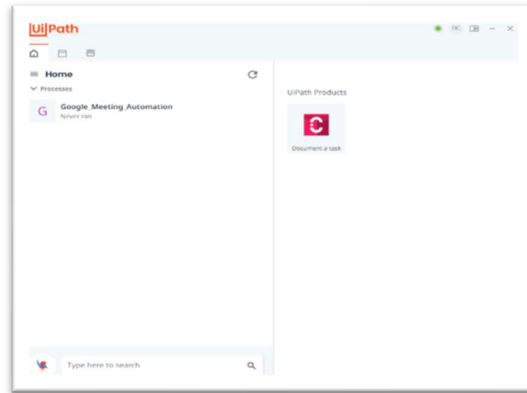 UiPath
Home
Processes
G
Google_Meeting_Automation
Never ran
UiPath Products
C
Document a task
Type here to search